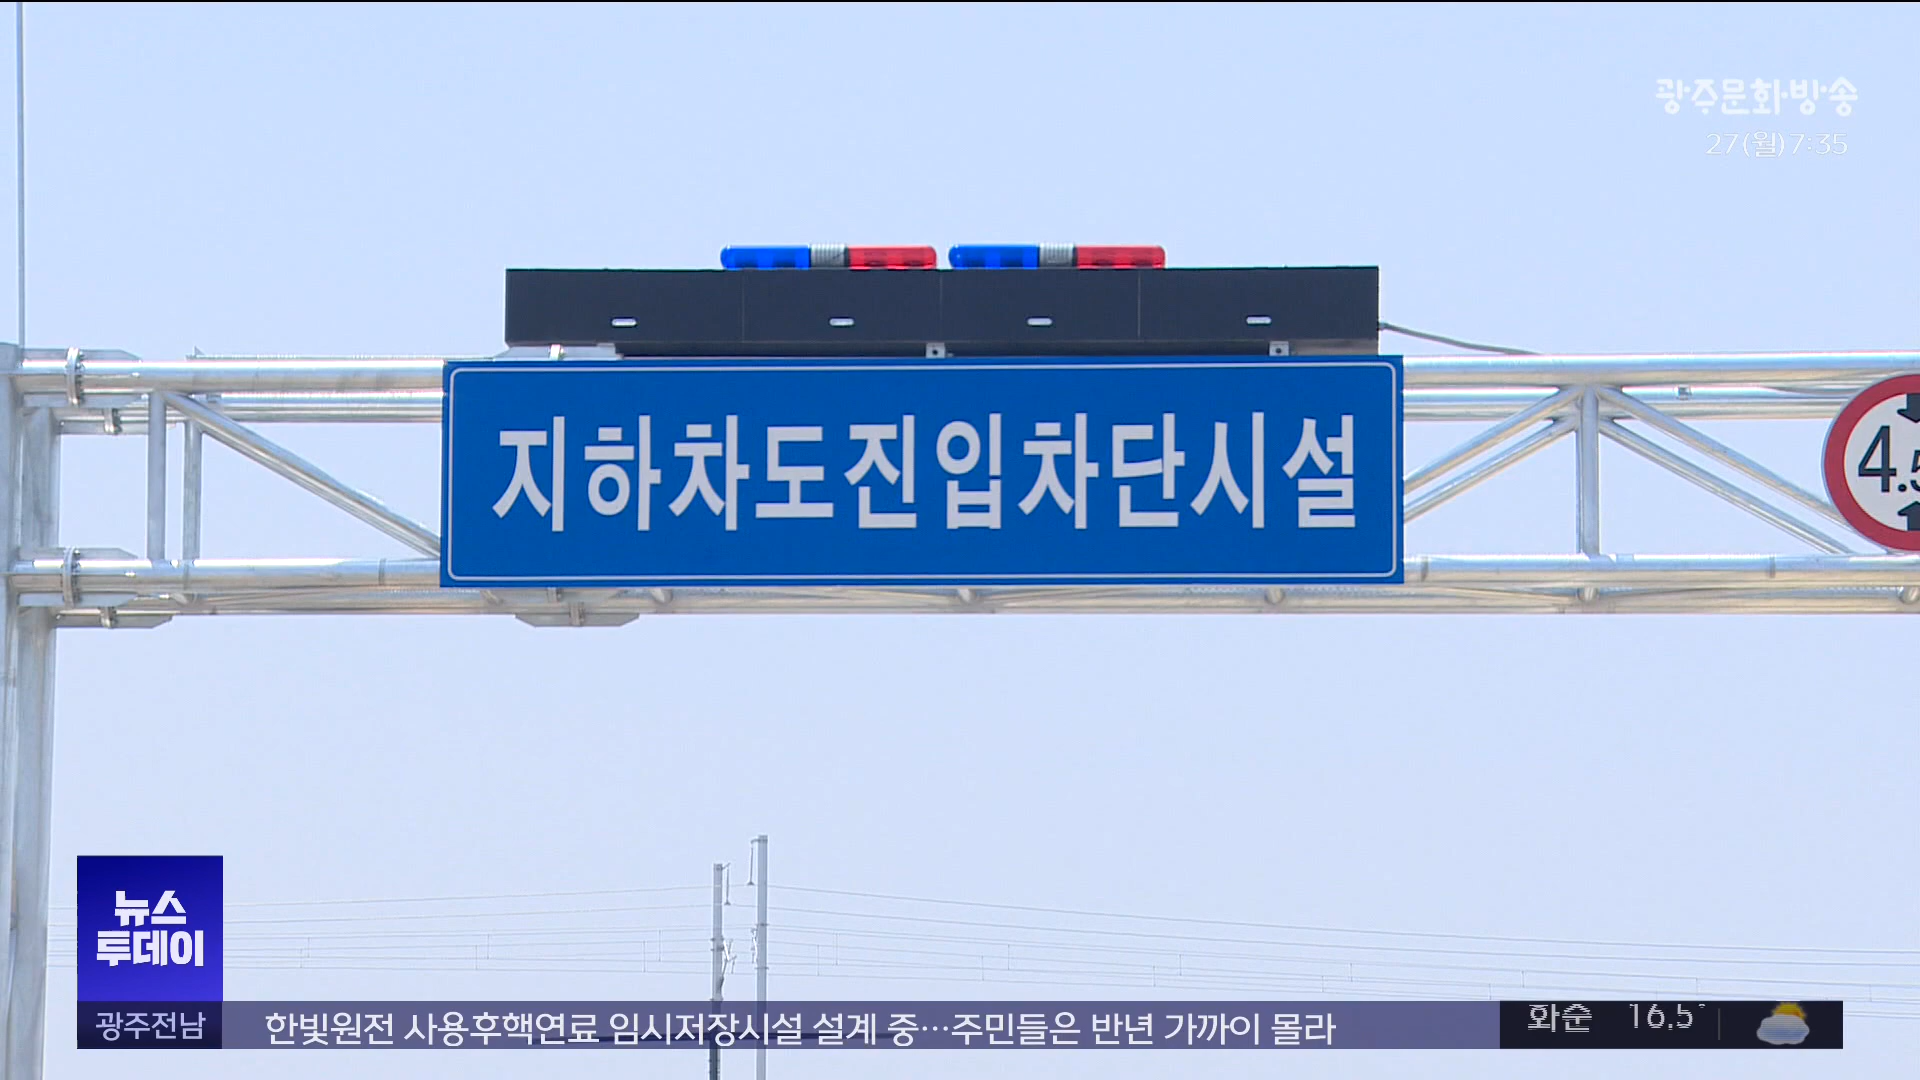 광주문화방송
27(월)7:35
지하차도진입차단시설
4.5
뉴스
투데이
광주전남
한빛원전 사용후핵연료 임시저장시설 설계 중…주민들은 반년 가까이 몰라
화순 16.5°